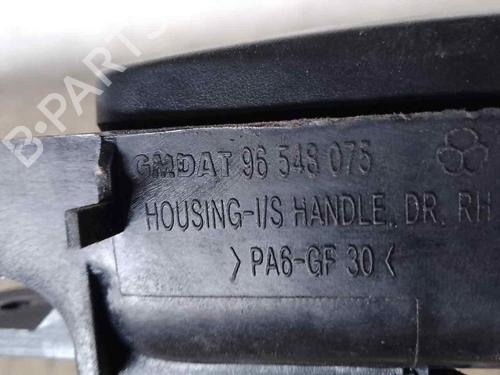 B-PARTS
GMDAT 96 548 075
HOUSING-I/S HANDLE, DR, RH
>PA6-GF 30<